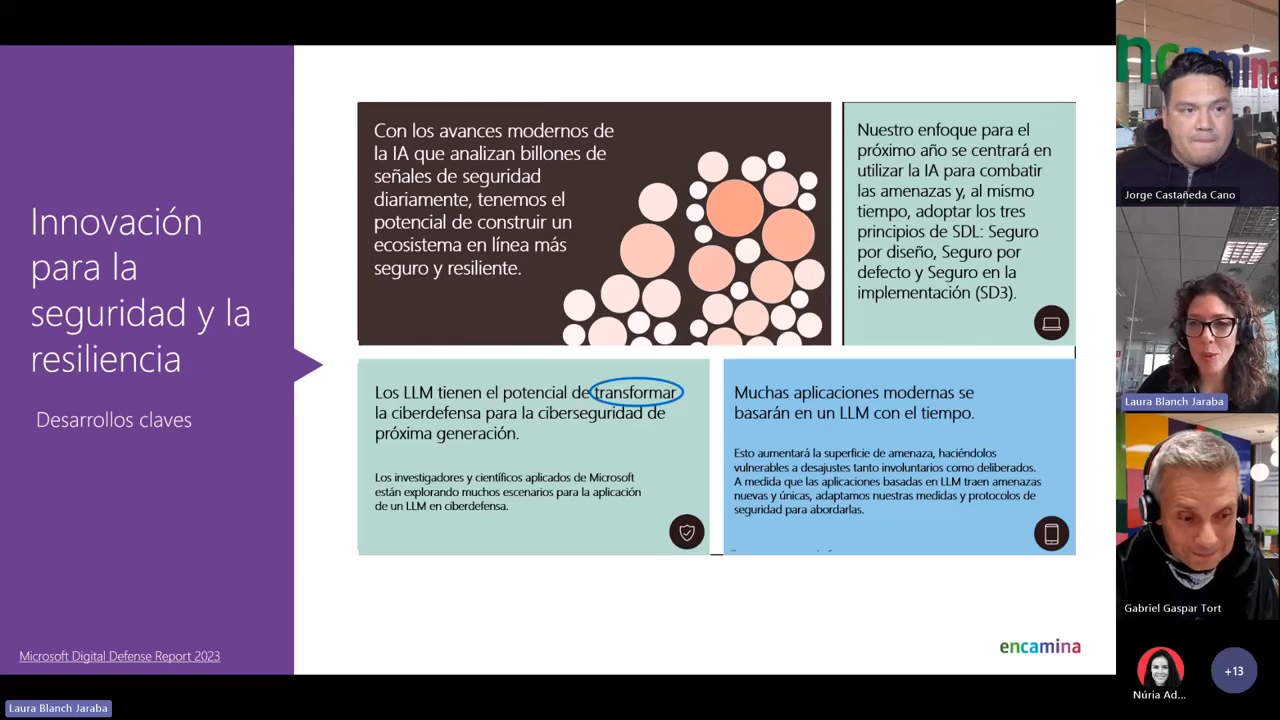 Innovación
para la
seguridad y la
resiliencia
Desarrollos claves
Microsoft Digital Defense Report 2023
Con los avances modernos de
la IA que analizan billones de
señales de seguridad
diariamente, tenemos el
potencial de construir un
ecosistema en línea más
seguro y resiliente.
Nuestro enfoque para el
próximo año se centrará en
utilizar la IA para combatir
las amenazas y, al mismo
tiempo, adoptar los tres
principios de SDL: Seguro
por diseño, Seguro por
defecto y Seguro en la
implementación (SD3).
Los LLM tienen el potencial de transformar
la ciberdefensa para la ciberseguridad de
próxima generación.
Los investigadores y científicos aplicados de Microsoft
están explorando muchos escenarios para la aplicación
de un LLM en ciberdefensa.
Muchas aplicaciones modernas se
basarán en un LLM con el tiempo.
Esto aumentará la superficie de amenaza, haciéndolos
vulnerables a desajustes tanto involuntarios como deliberados.
A medida que las aplicaciones basadas en LLM traen amenazas
nuevas y únicas, adaptamos nuestras medidas y protocolos de
seguridad para abordarlas.
encamina
encamina
Jorge Castañeda Cano
Laura Blanch Jaraba
Gabriel Gaspar Tort
Núria Ad...
+13
Laura Blanch Jaraba